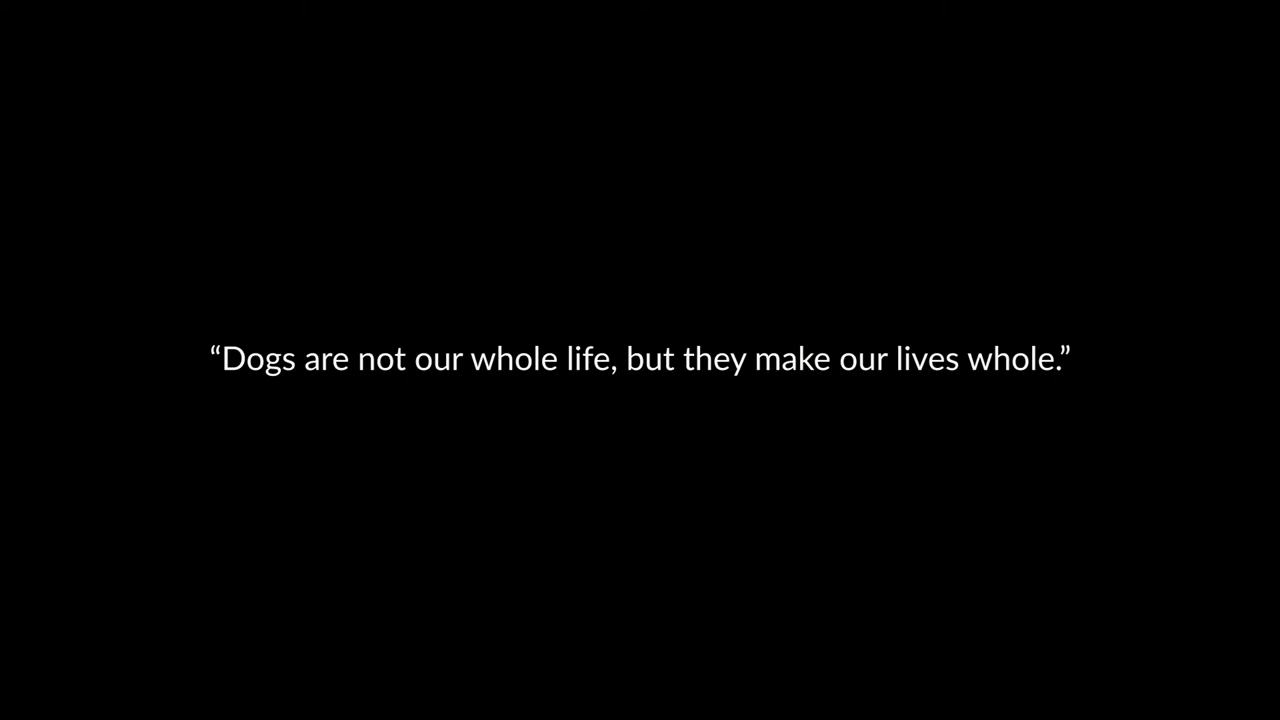 “Dogs are not our whole life, but they make our lives whole.”